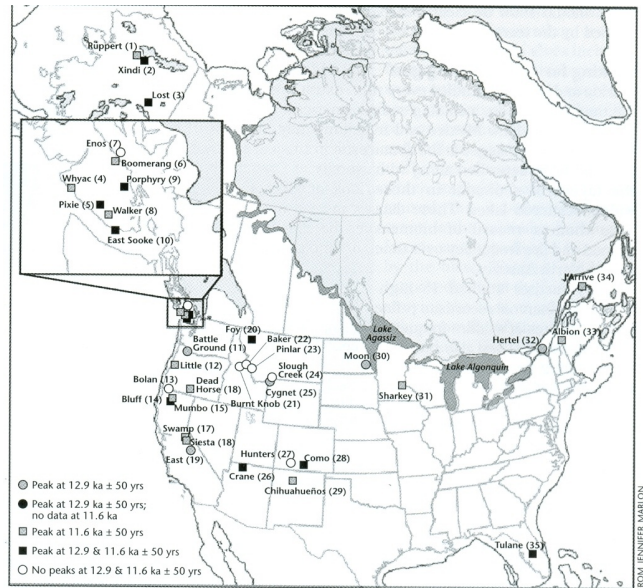 Ruppert (1)
Xindi (2)
Lost (3)
Enos (7)
Boomerang (6)
Whyac (4)
Porphyry (9)
Pixie (5)
Walker (8)
East Sooke (10)
J'Arrive (34)
Albion (33)
Hertel (32)
Lake
Agassiz
Lake Algonquin
Moon (30)
Sharkey (31)
Foy (20)
Baker (22)
Pinlar (23)
Battle
Ground (11)
Slough
Creek (24)
Little (12)
Cygnet (25)
Bolan (13)
Dead
Horse (18)
Burnt Knob (21)
Bluff (14)
Mumbo (15)
Swamp (17)
Siesta (18)
East (19)
Hunters (27)
Como (28)
Crane (26)
Chihuahueños (29)
Tulane (35)
Peak at 12.9 ka ± 50 yrs
Peak at 12.9 ka ± 50 yrs;
no data at 11.6 ka
Peak at 11.6 ka ± 50 yrs
Peak at 12.9 & 11.6 ka ± 50 yrs
No peaks at 12.9 & 11.6 ka ± 50 yrs
JENNIFER MARLON